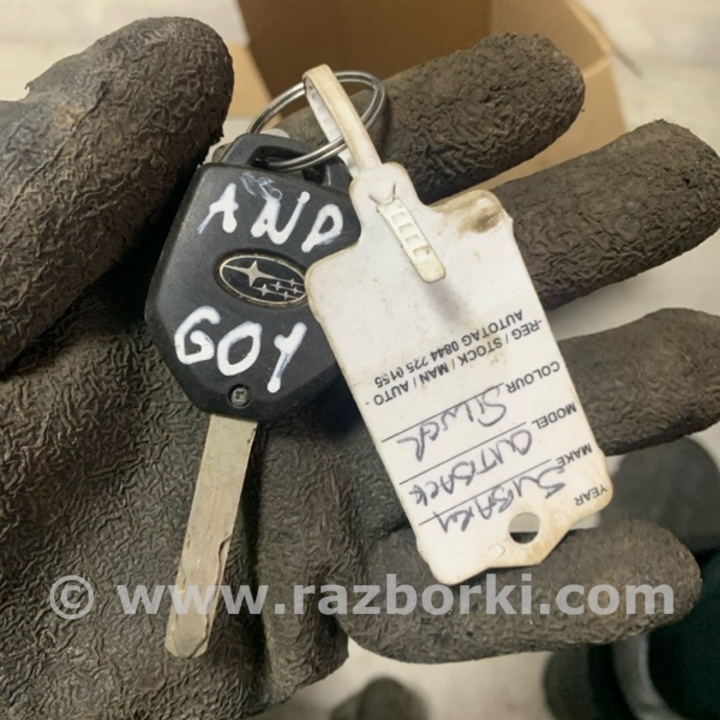 AND
GOY
YEAR
MAKE SUBARU
MODEL OUTBACK
COLOUR SILVER
-REG / STOCK / MAN / AUTO-
AUTOTAG 0844 225 0155
© www.razborki.com